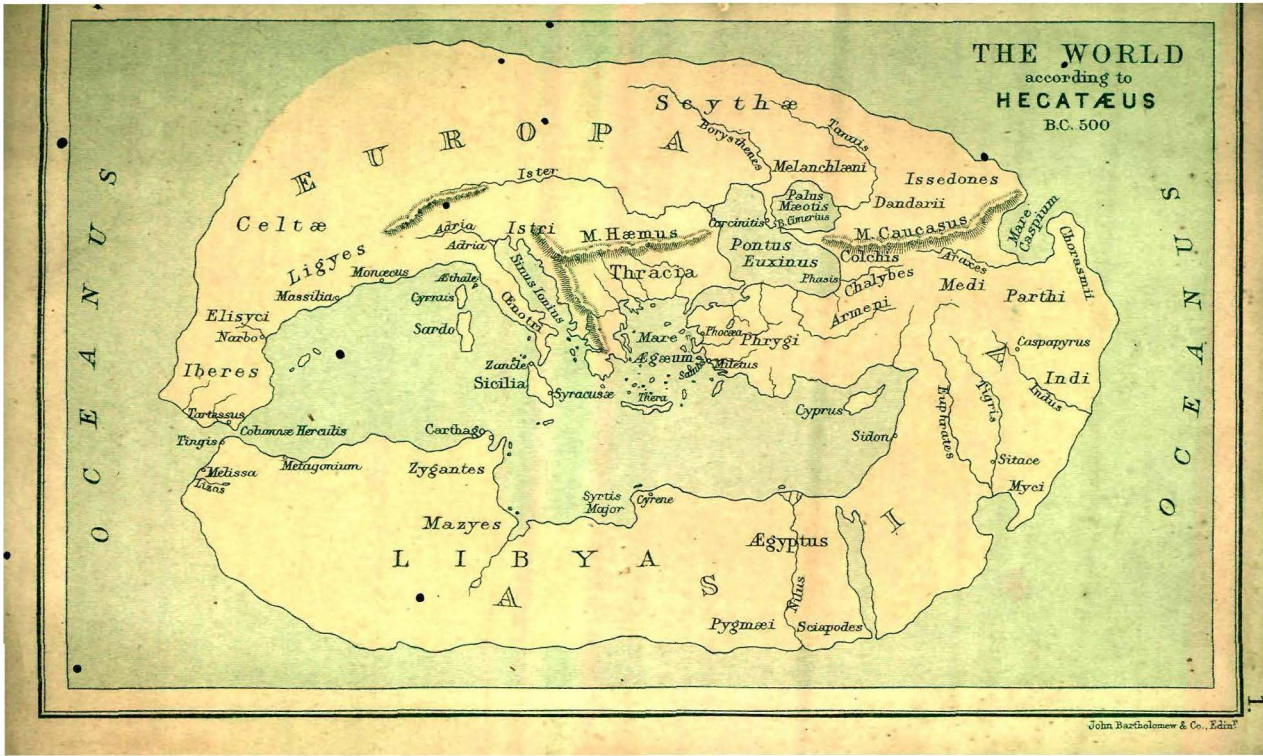 THE WORLD
according to
HECATÆUS
B.C. 500
EUROPA
Scythæ
Borysthenes
Tanais
Melanchlæni
Issedones
Dandarii
Palus
Mæotis
B. Cimerius
Carcinitis
Ister
Celtæ
Adria
Istri
Adria
M. Hæmus
Pontus
Euxinus
M. Caucasus
Colchis
Phasis
Mare
Caspium
Chorasmii
Araxes
Ligyes
Monœcus
Massilia
Æthale
Cyrnus
Sinus Ionius
Œnotri
Thracia
Chalybes
Armeni
Medi
Parthi
Elisyci
Narbo
Sardo
Mare
Ægæum
Phocæa
Phrygi
Caspapyrus
Iberes
Zancle
Sicilia
Syracusæ
Samos
Miletus
Thera
Indi
Indus
Tartessus
Columnæ Herculis
Cyprus
Euphrates
Tigris
Tingis
Carthago
Sidon
Melissa
Lizas
Metagonium
Zygantes
Sitace
Myci
Syrtis
Major
Cyrene
Mazyes
Ægyptus
LIBYA
ASIA
Nilus
Pygmæi
Sciapodes
OCEANUS
OCEANUS
1.
John Bartholomew & Co., Edinr.